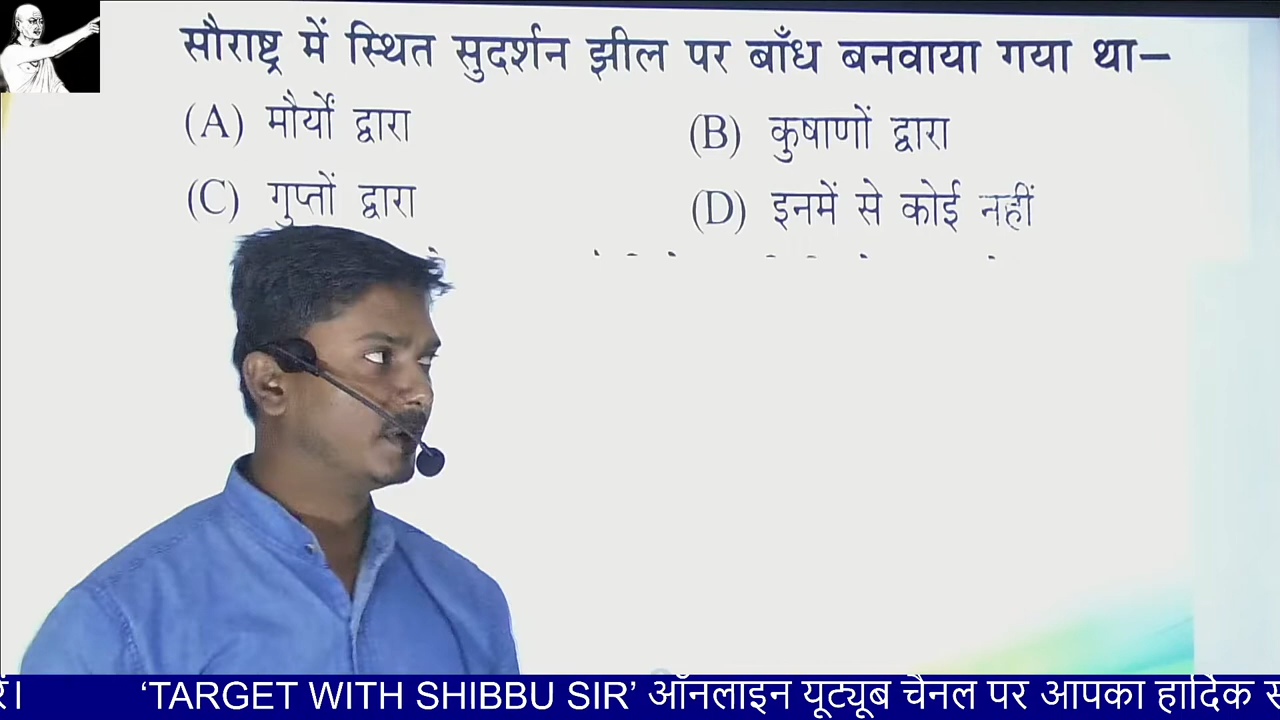 सौराष्ट्र में स्थित सुदर्शन झील पर बाँध बनवाया गया था–
(A) मौर्यों द्वारा
(B) कुषाणों द्वारा
(C) गुप्तों द्वारा
(D) इनमें से कोई नहीं
‘TARGET WITH SHIBBU SIR’ ऑनलाइन यूट्यूब चैनल पर आपका हार्दिक